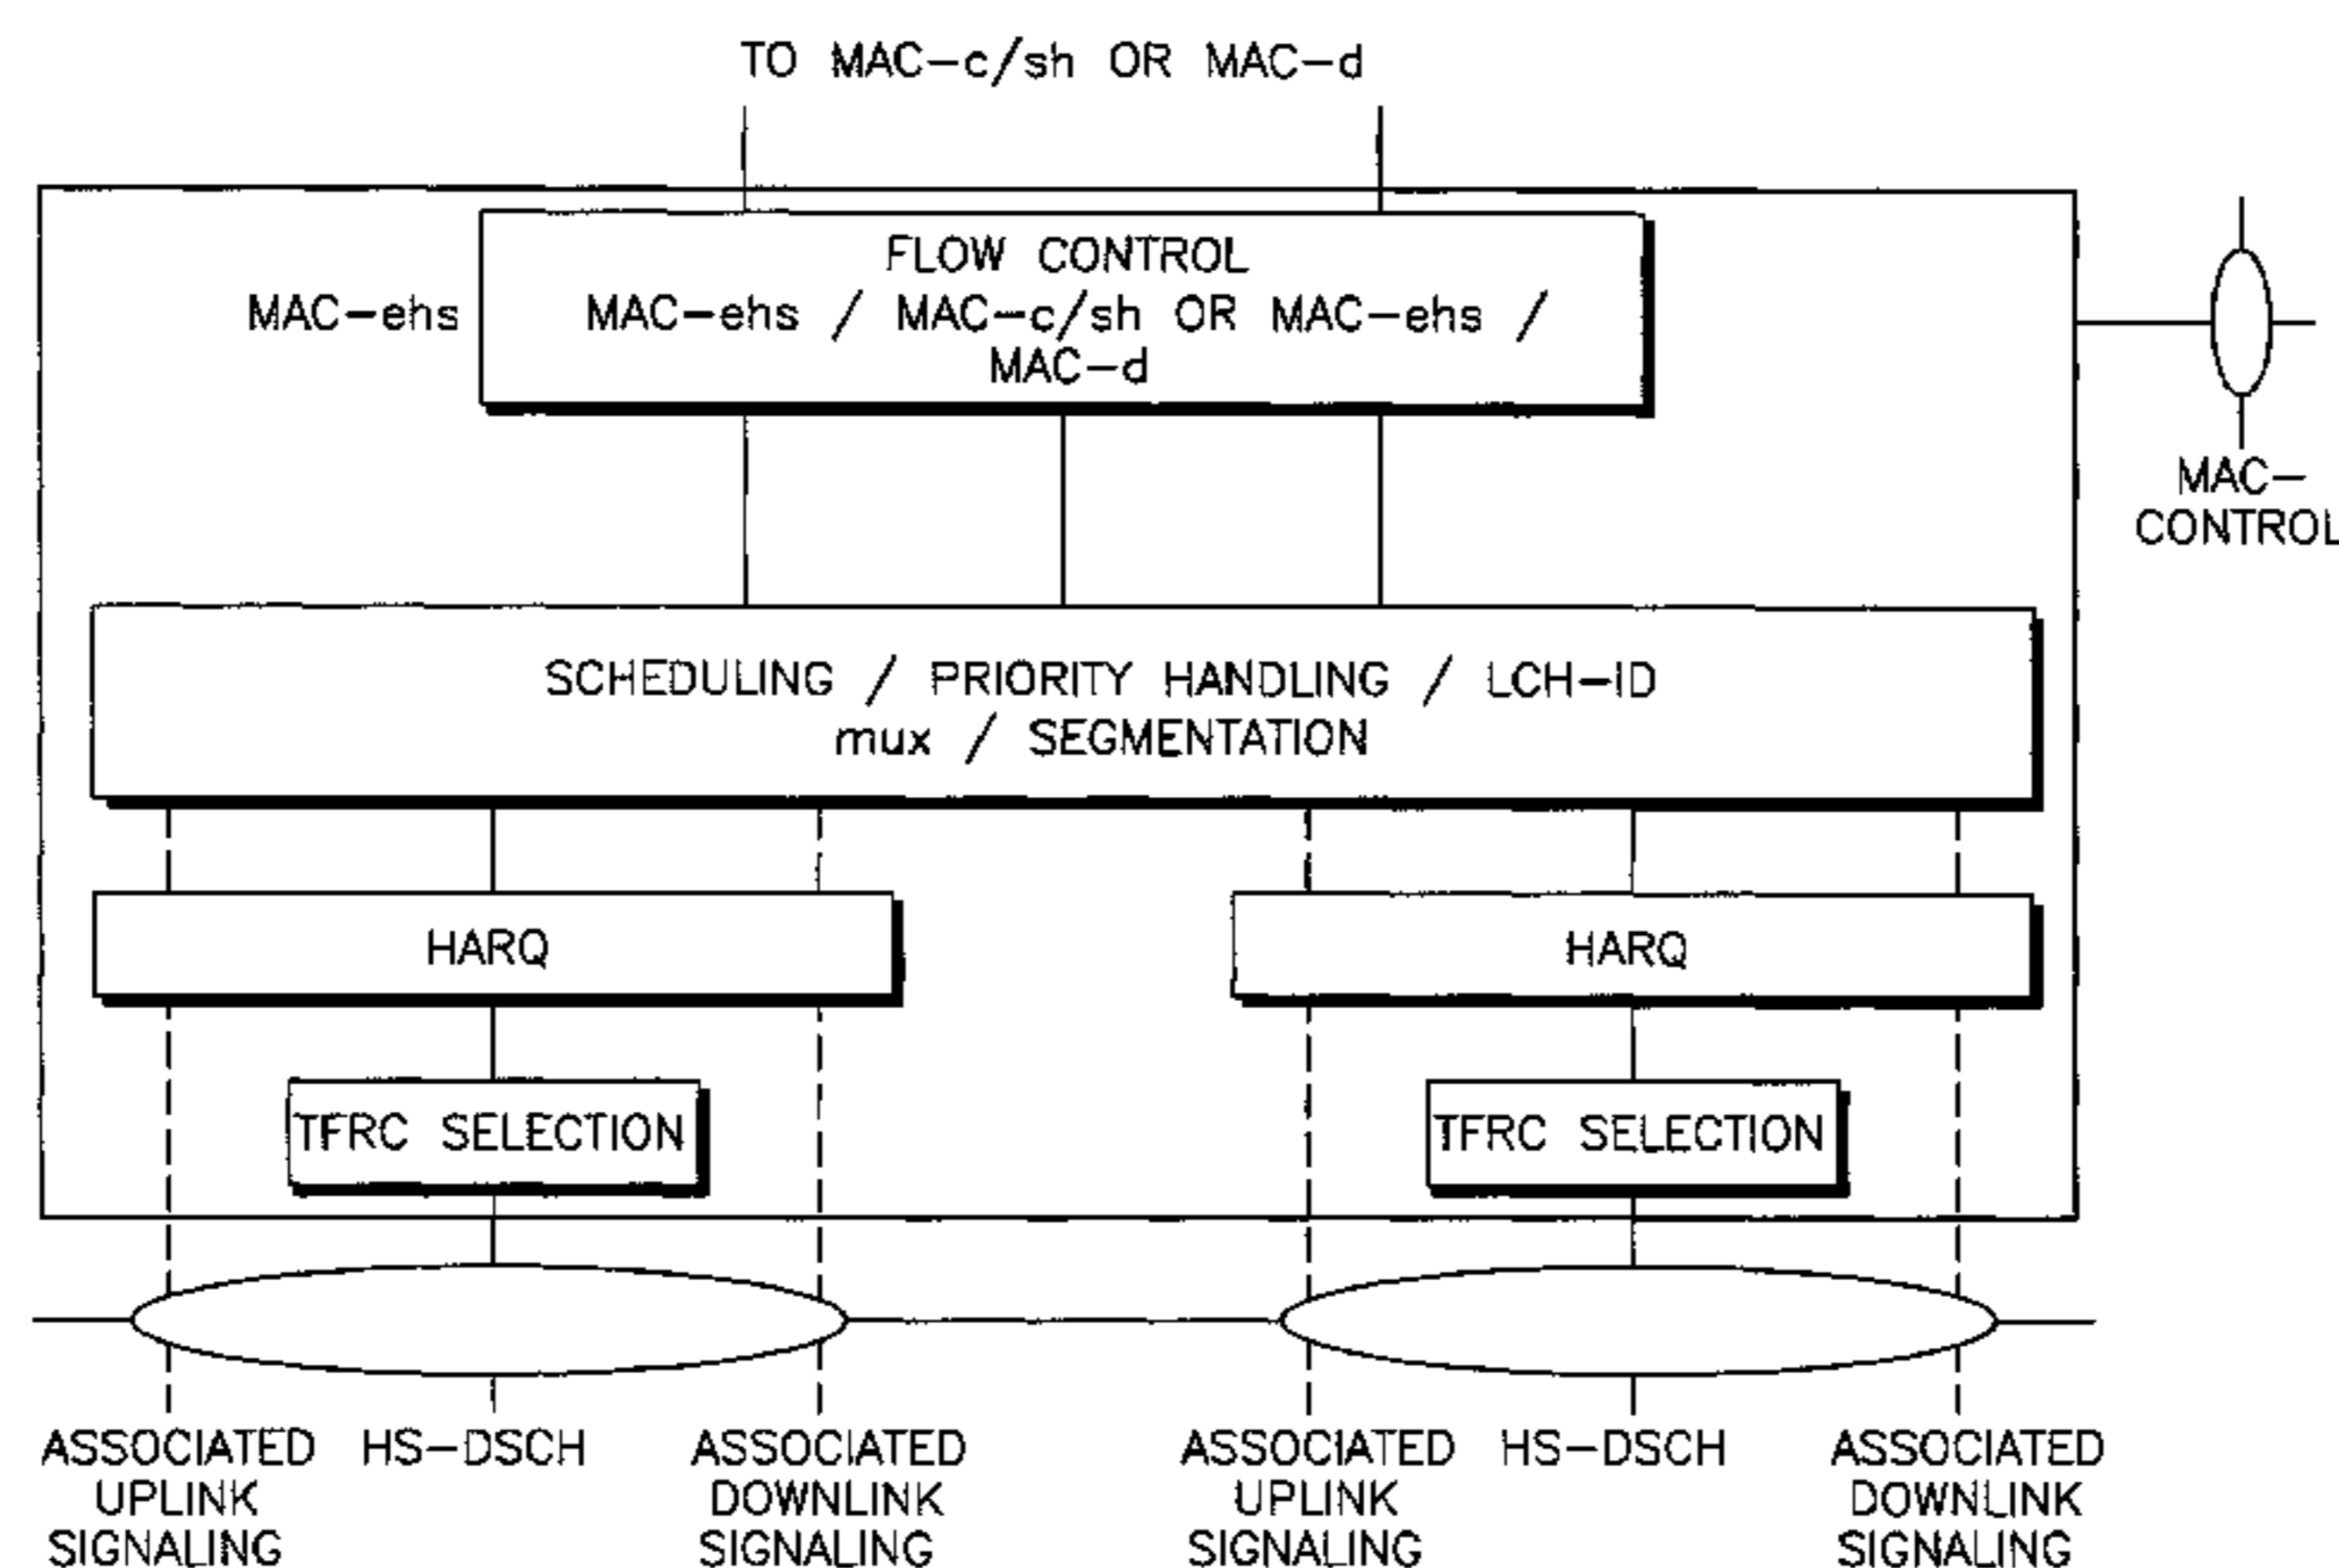 TO MAC-c/sh OR MAC-d
FLOW CONTROL
MAC-ehs
MAC-ehs / MAC-c/sh OR MAC-ehs /
MAC-d
MAC-
CONTROL
SCHEDULING / PRIORITY HANDLING / LCH-ID
mux / SEGMENTATION
HARQ
HARQ
TFRC SELECTION
TFRC SELECTION
ASSOCIATED
UPLINK
SIGNALING
HS-DSCH
ASSOCIATED
DOWNLINK
SIGNALING
ASSOCIATED
UPLINK
SIGNALING
HS-DSCH
ASSOCIATED
DOWNLINK
SIGNALING